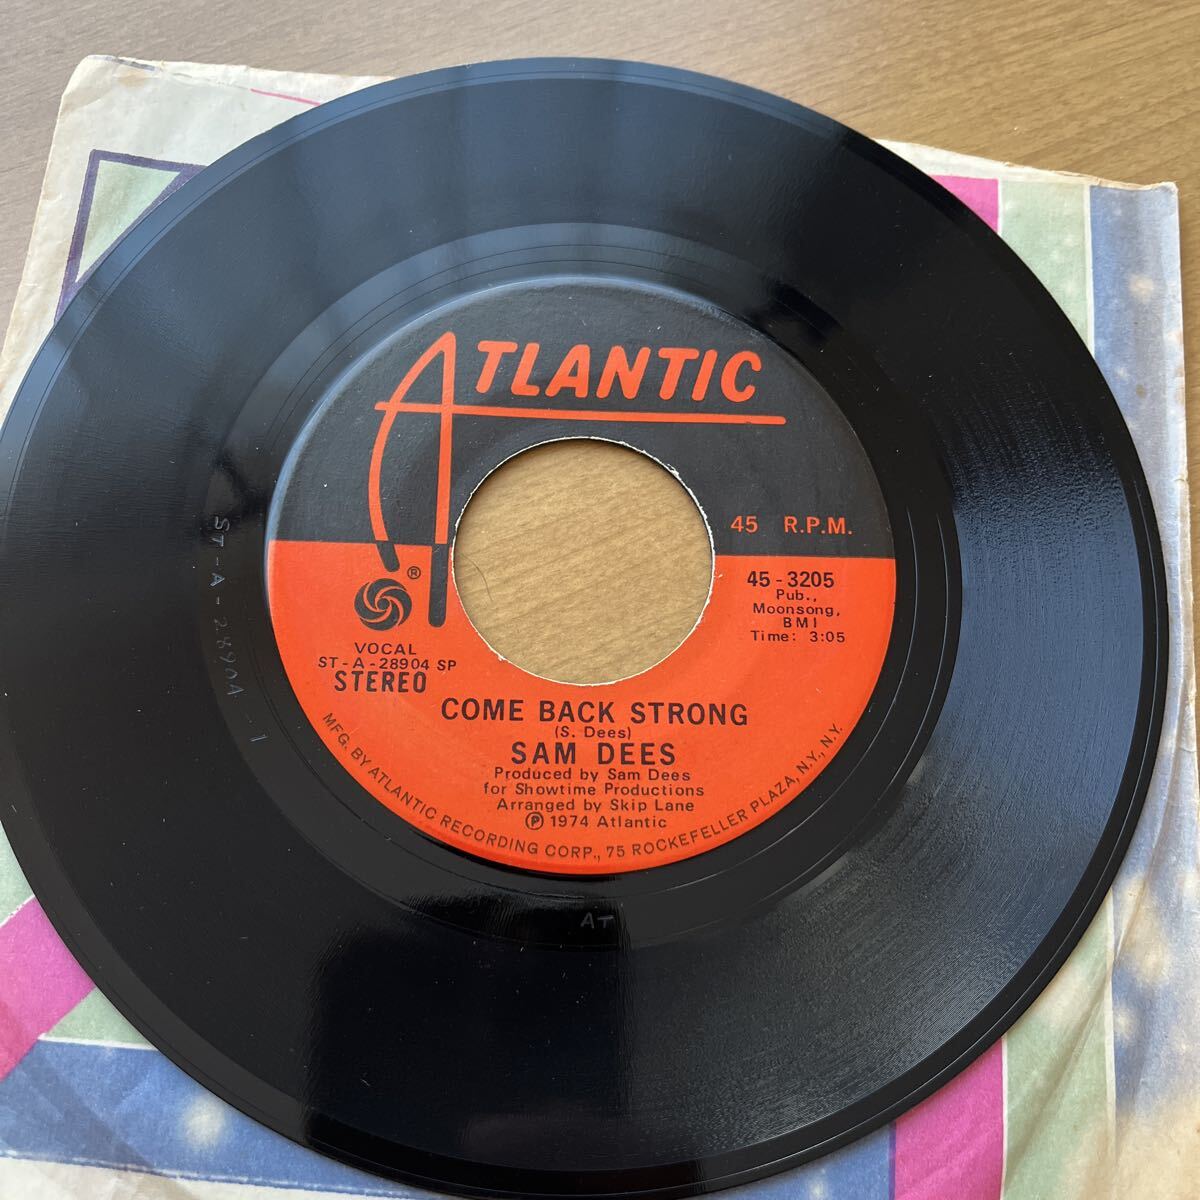 ATLANTIC
45 R.P.M.
®
45-3205
Pub.,
Moonsong,
BMI
Time: 3:05
VOCAL
ST-A-28904 SP
STEREO
COME BACK STRONG
(S. Dees)
SAM DEES
Produced by Sam Dees
for Showtime Productions
Arranged by Skip Lane
Ⓟ 1974 Atlantic
MFG. BY ATLANTIC RECORDING CORP., 75 ROCKEFELLER PLAZA, N.Y., N.Y.
ST-A-28904-1
AT